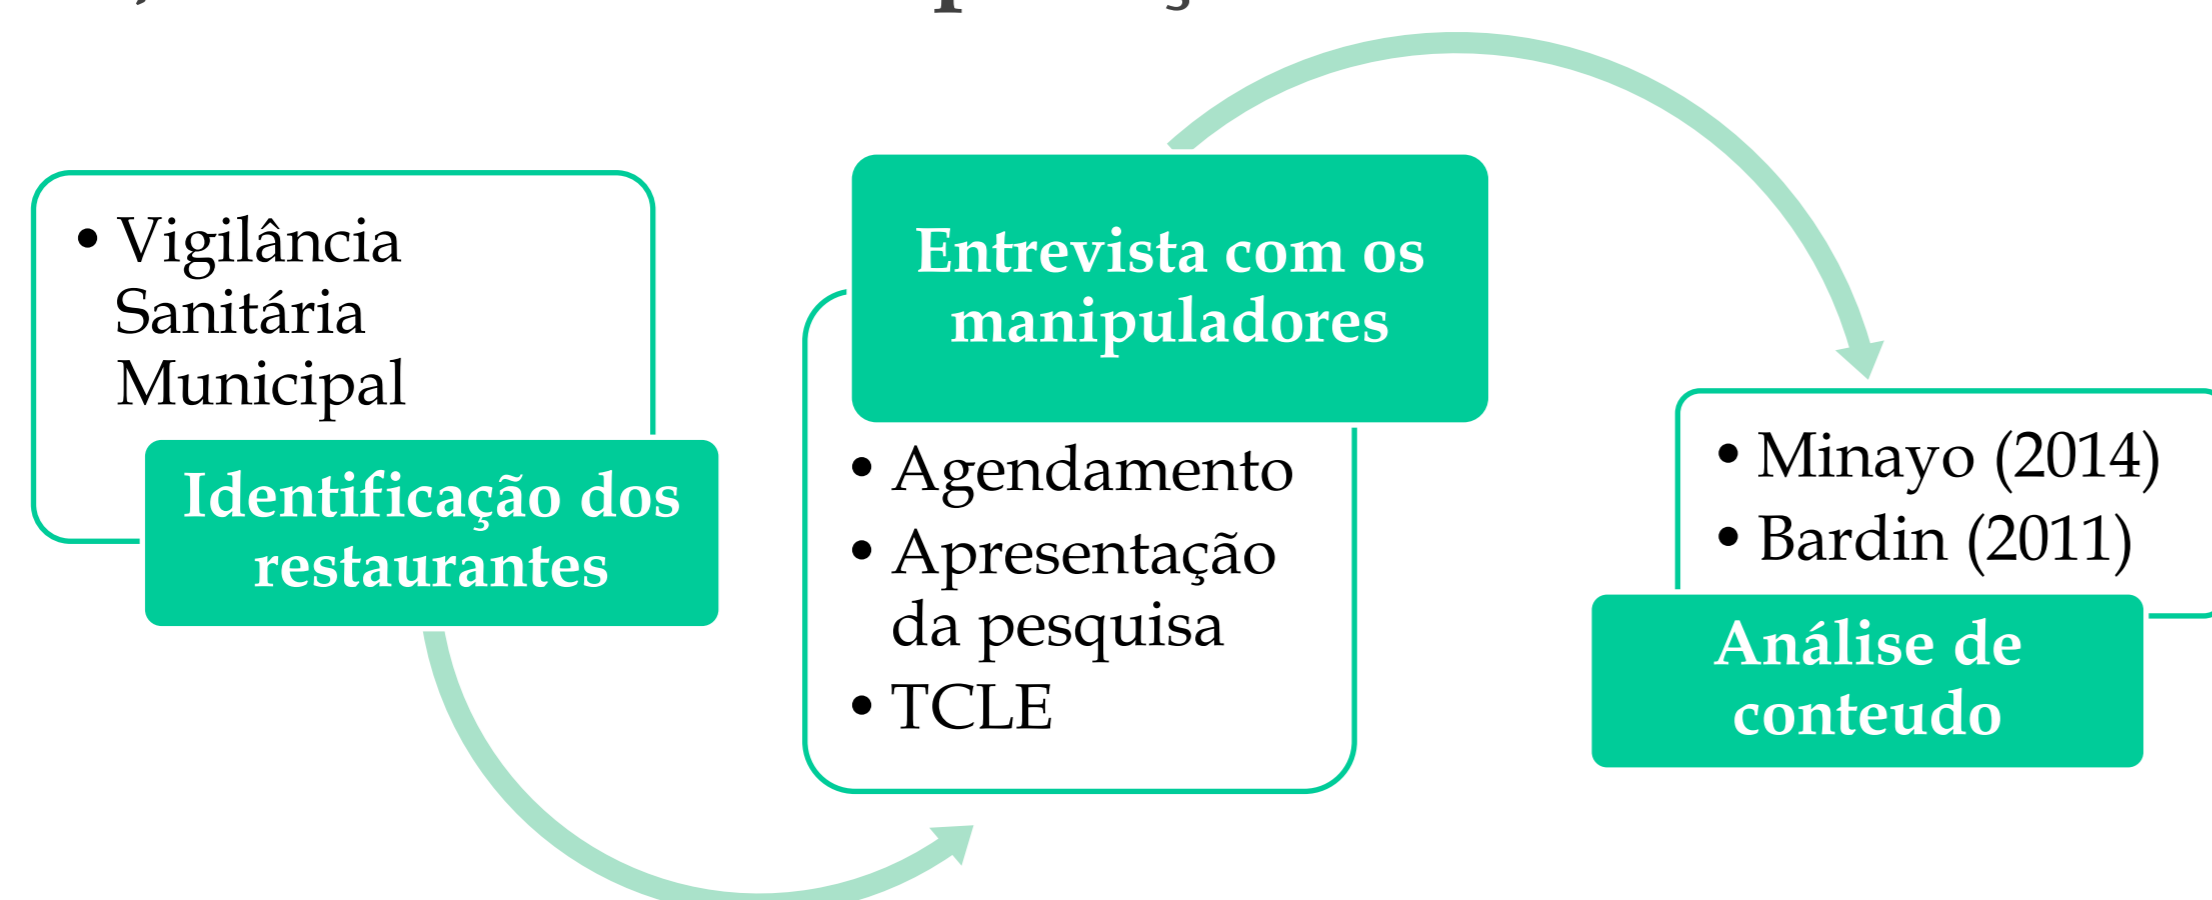 • Vigilância
Sanitária
Municipal
Identificação dos
restaurantes
Entrevista com os
manipuladores
• Agendamento
• Apresentação
da pesquisa
• TCLE
• Minayo (2014)
• Bardin (2011)
Análise de
conteudo